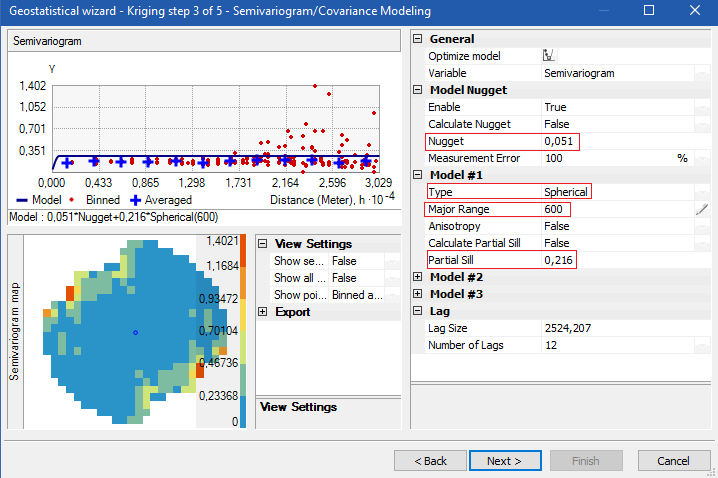 Geostatistical wizard - Kriging step 3 of 5 - Semivariogram/Covariance Modeling
Semivariogram
Υ
1,402
1,052
0,701
0,351
0,000 0,433 0,865 1,298 1,731 2,164 2,596 3,029
Model Binned Averaged Distance (Meter), h ·10⁻⁴
Model : 0,051*Nugget+0,216*Spherical(600)
Semivariogram map
1,4021
1,1684
0,93472
0,70104
0,46736
0,23368
0
View Settings
Show se... False
Show all ... False
Show poi... Binned a...
Export
View Settings
General
Optimize model
Variable Semivariogram
Model Nugget
Enable True
Calculate Nugget False
Nugget 0,051
Measurement Error 100 %
Model #1
Type Spherical
Major Range 600
Anisotropy False
Calculate Partial Sill False
Partial Sill 0,216
Model #2
Model #3
Lag
Lag Size 2524,207
Number of Lags 12
< Back Next > Finish Cancel